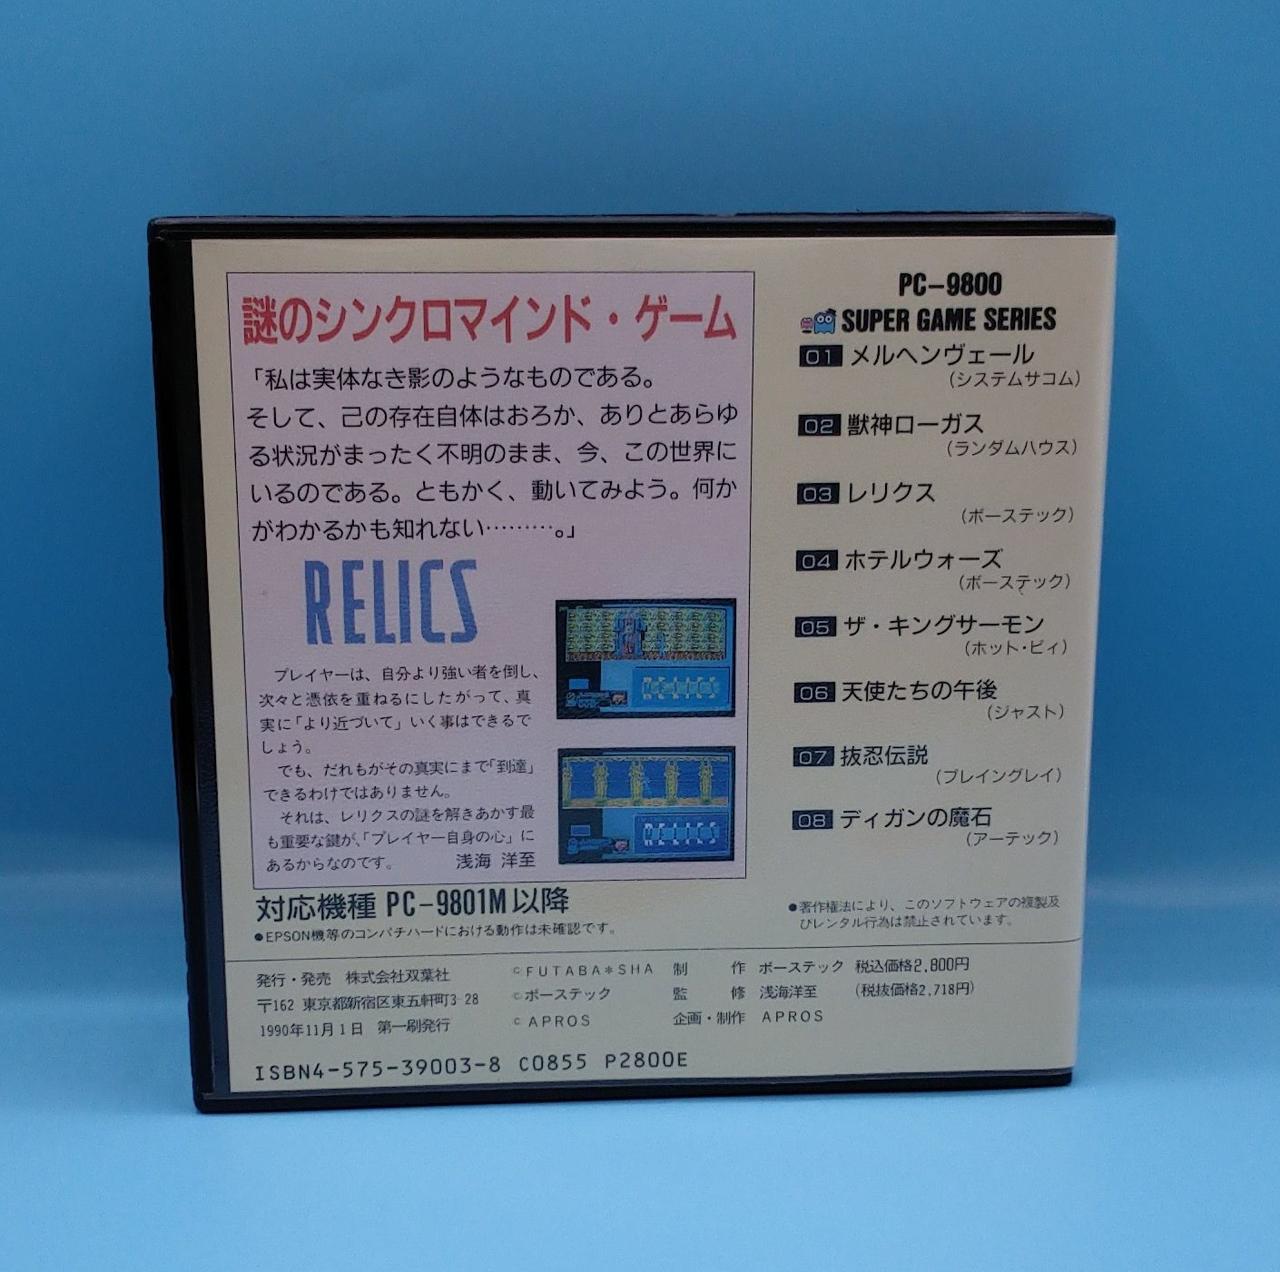 謎のシンクロマインド・ゲーム
「私は実体なき影のようなものである。
そして、己の存在自体はおろか、ありとあらゆ
る状況がまったく不明のまま、今、この世界に
いるのである。ともかく、動いてみよう。何か
がわかるかも知れない………。」
RELICS
プレイヤーは、自分より強い者を倒し、
次々と憑依を重ねるにしたがって、真
実に「より近づいて」いく事はできるで
しょう。
でも、だれもがその真実にまで「到達」
できるわけではありません。
それは、レリクスの謎を解きあかす最
も重要な鍵が、「プレイヤー自身の心」に
あるからなのです。 浅海 洋至
RELICS
RELICS
対応機種 PC-9801M以降
●EPSON機等のコンパチハードにおける動作は未確認です。
PC-9800
SUPER GAME SERIES
01 メルヘンヴェール
(システムサコム)
02 獣神ローガス
(ランダムハウス)
03 レリクス
(ボーステック)
04 ホテルウォーズ
(ボーステック)
05 ザ・キングサーモン
(ホット・ビィ)
06 天使たちの午後
(ジャスト)
07 抜忍伝説
(ブレイングレイ)
08 ディガンの魔石
(アーテック)
●著作権法により、このソフトウェアの複製及
びレンタル行為は禁止されています。
発行・発売 株式会社双葉社
〒162 東京都新宿区東五軒町3-28
1990年11月1日 第一刷発行
©FUTABA*SHA
©ボーステック
©APROS
制 作 ボーステック
監 修 浅海洋至
企画・制作 APROS
税込価格2,800円
(税抜価格2,718円)
ISBN4-575-39003-8 C0855 P2800E